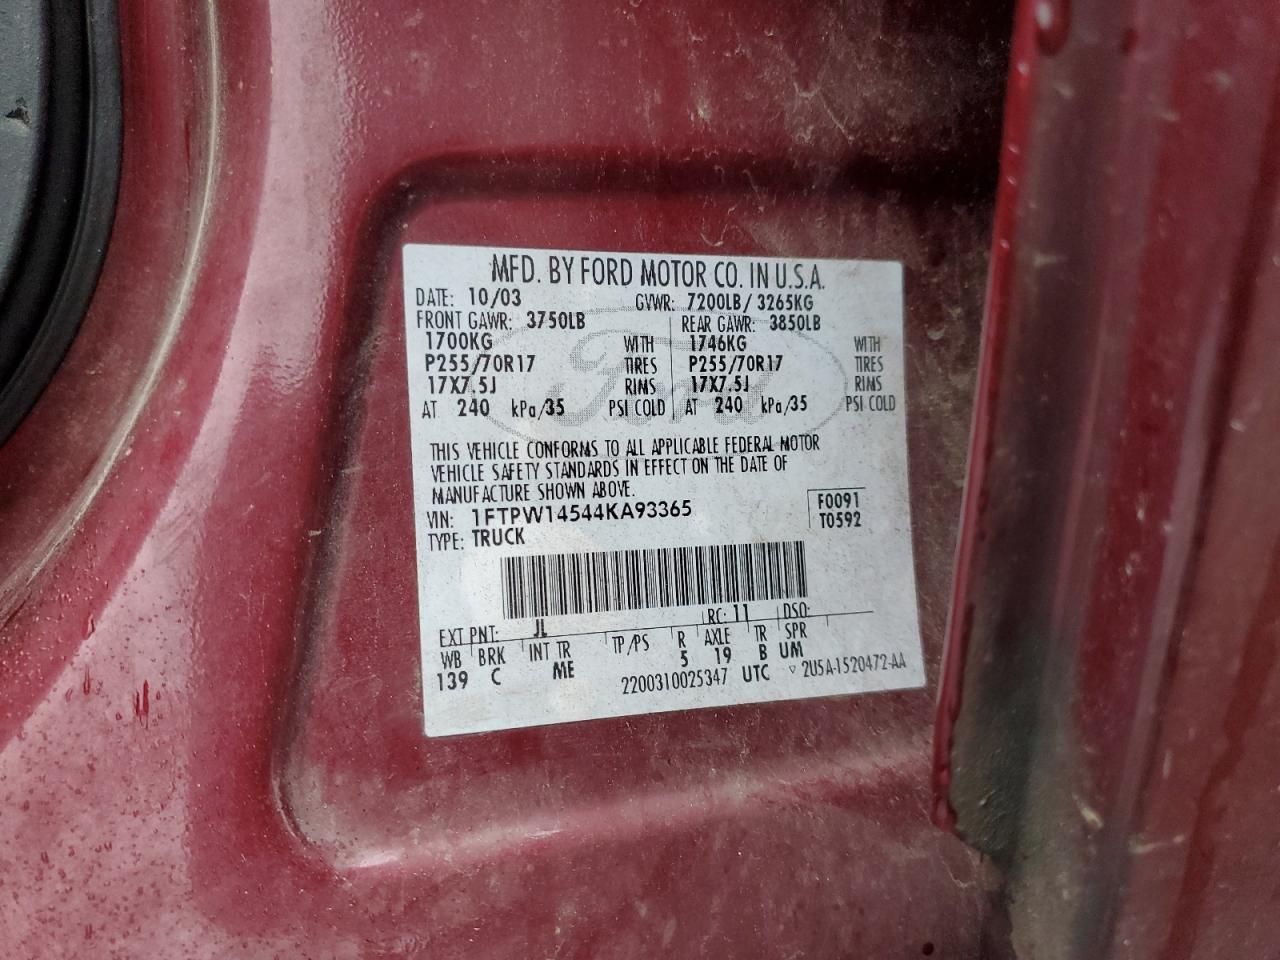 MFD. BY FORD MOTOR CO. IN U.S.A.
DATE: 10/03 GVWR: 7200LB/ 3265KG
FRONT GAWR: 3750LB REAR GAWR: 3850LB
1700KG WITH 1746KG WITH
P255/70R17 TIRES P255/70R17 TIRES
17X7.5J RIMS 17X7.5J RIMS
AT 240 kPa/35 PSI COLD AT 240 kPa/35 PSI COLD
Ford
THIS VEHICLE CONFORMS TO ALL APPLICABLE FEDERAL MOTOR
VEHICLE SAFETY STANDARDS IN EFFECT ON THE DATE OF
MANUFACTURE SHOWN ABOVE.
VIN: 1FTPW14544KA93365 F0091
TYPE: TRUCK T0592
EXT PNT: JL RC: 11 DSO:
WB BRK INT TR TP/PS R AXLE TR SPR
139 C ME 5 19 B UM
2200310025347 UTC ▽ 2U5A-1520472-AA